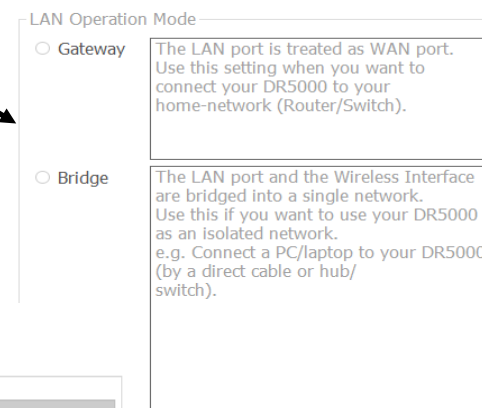 LAN Operation Mode
Gateway
The LAN port is treated as WAN port.
Use this setting when you want to
connect your DR5000 to your
home-network (Router/Switch).
Bridge
The LAN port and the Wireless Interface
are bridged into a single network.
Use this if you want to use your DR5000
as an isolated network.
e.g. Connect a PC/laptop to your DR5000
(by a direct cable or hub/
switch).